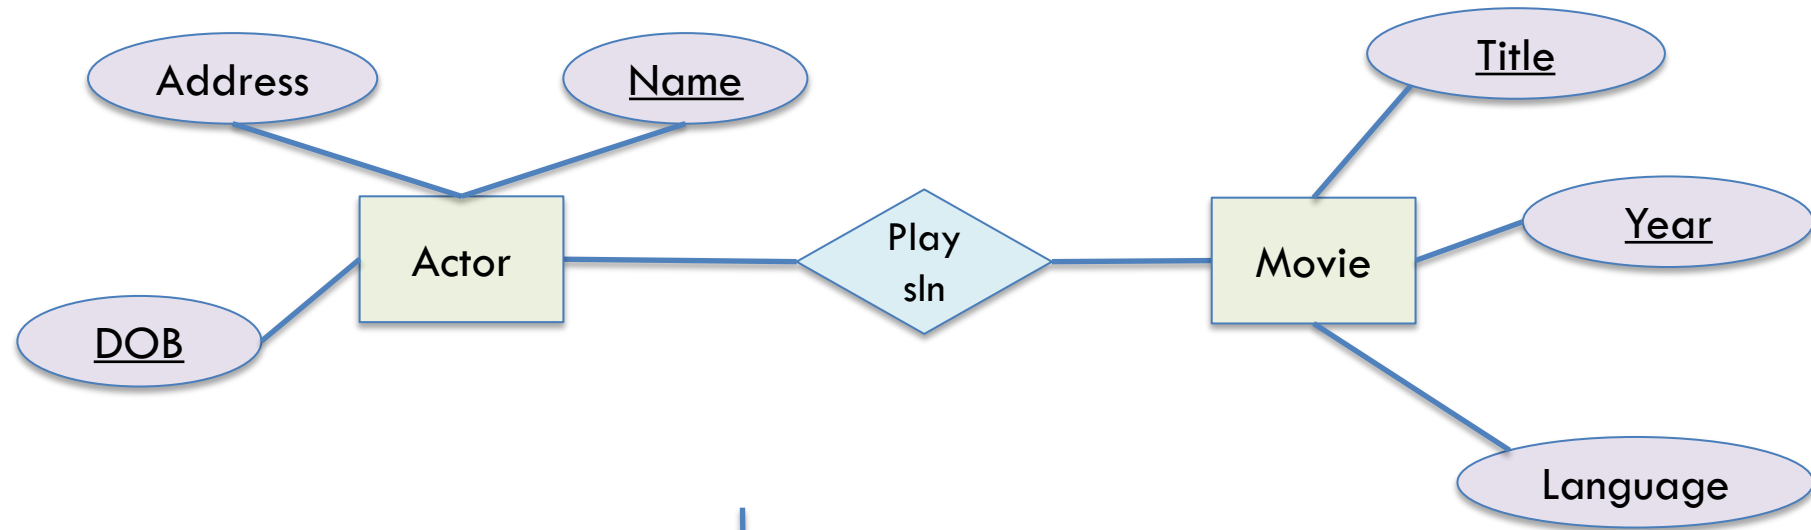 Address
Name
Title
Year
Actor
Play
sIn
Movie
DOB
Language